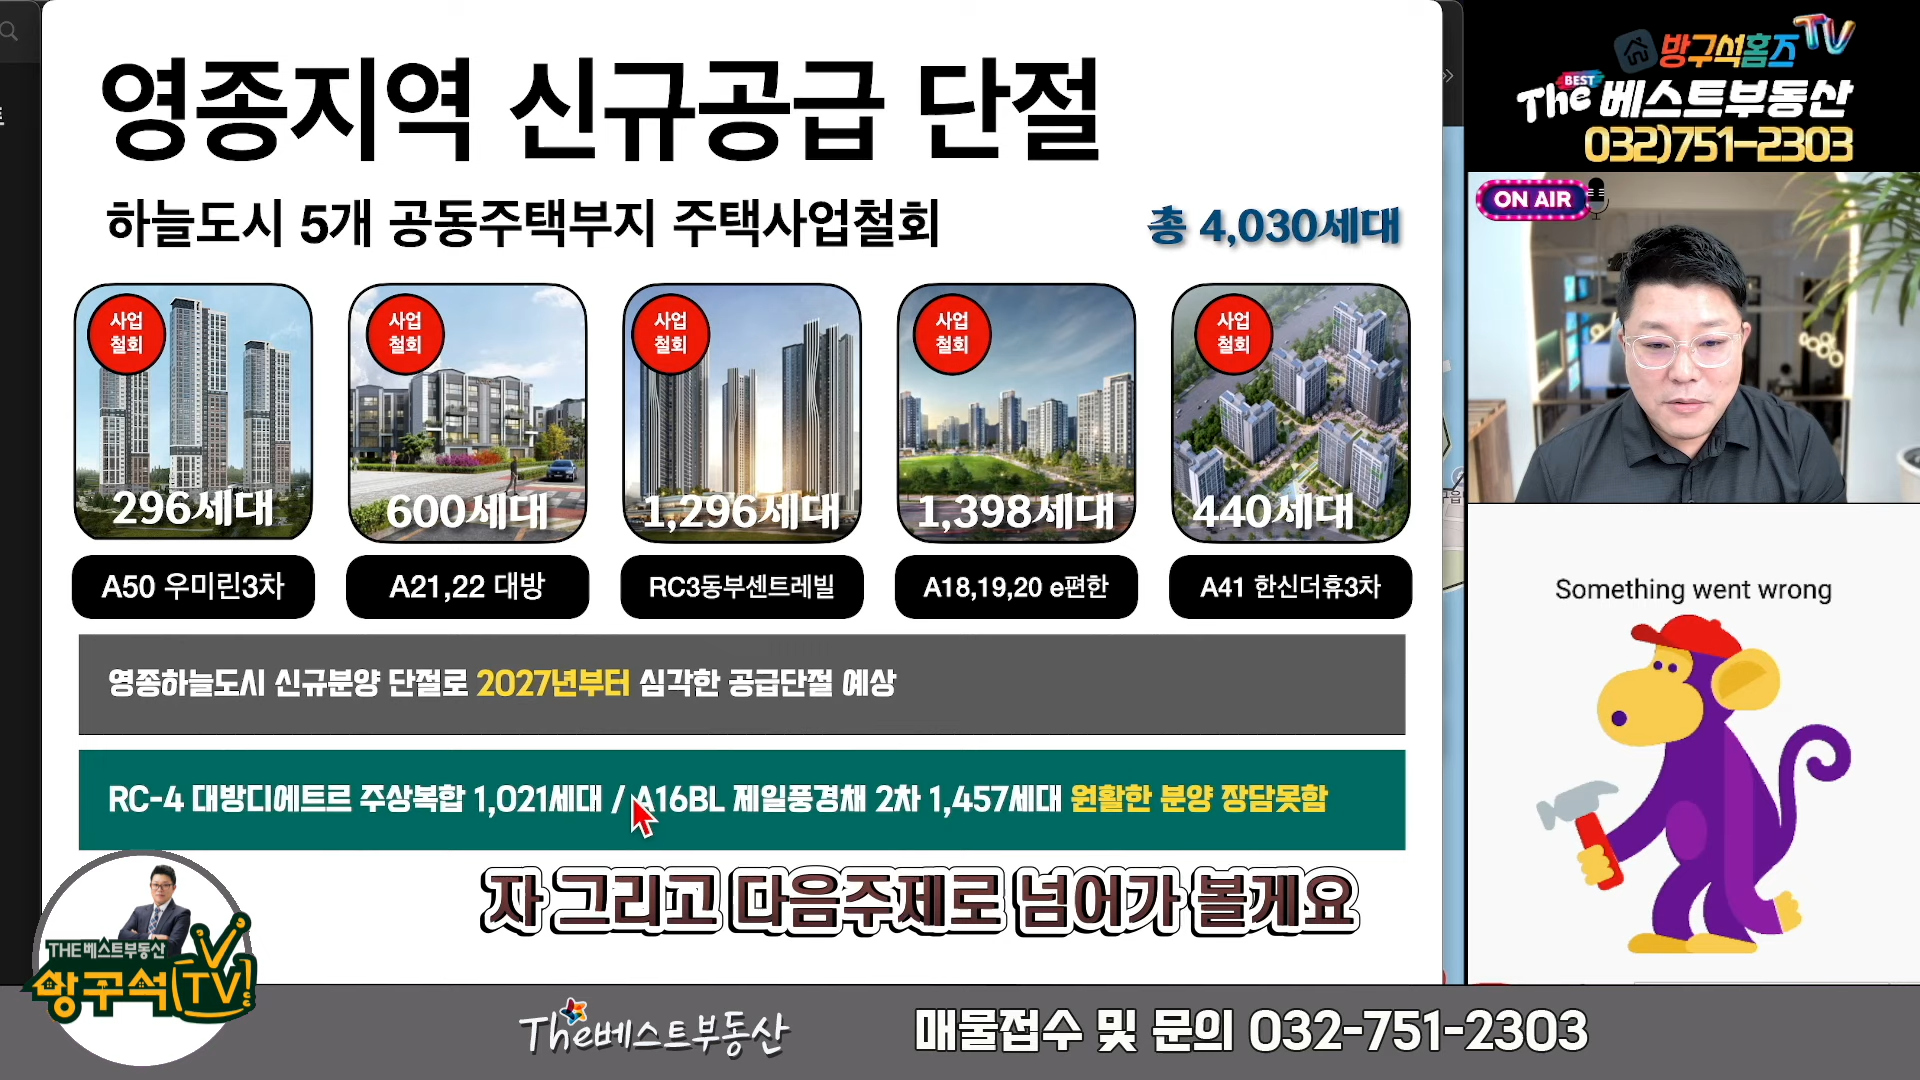 영종지역 신규공급 단절
하늘도시 5개 공동주택부지 주택사업철회
총 4,030세대
사업
철회
296세대
A50 우미린3차
사업
철회
600세대
A21,22 대방
사업
철회
1,296세대
RC3동부센트레빌
사업
철회
1,398세대
A18,19,20 e편한
사업
철회
440세대
A41 한신더휴3차
영종하늘도시 신규분양 단절로 2027년부터 심각한 공급단절 예상
RC-4 대방디에트르 주상복합 1,021세대 / A16BL 제일풍경채 2차 1,457세대 원활한 분양 장담못함
자 그리고 다음주제로 넘어가 볼게요
THE베스트부동산
방구석TV
The베스트부동산
매물접수 및 문의 032-751-2303
방구석홈즈TV
BEST
The 베스트부동산
032)751-2303
ON AIR
Something went wrong